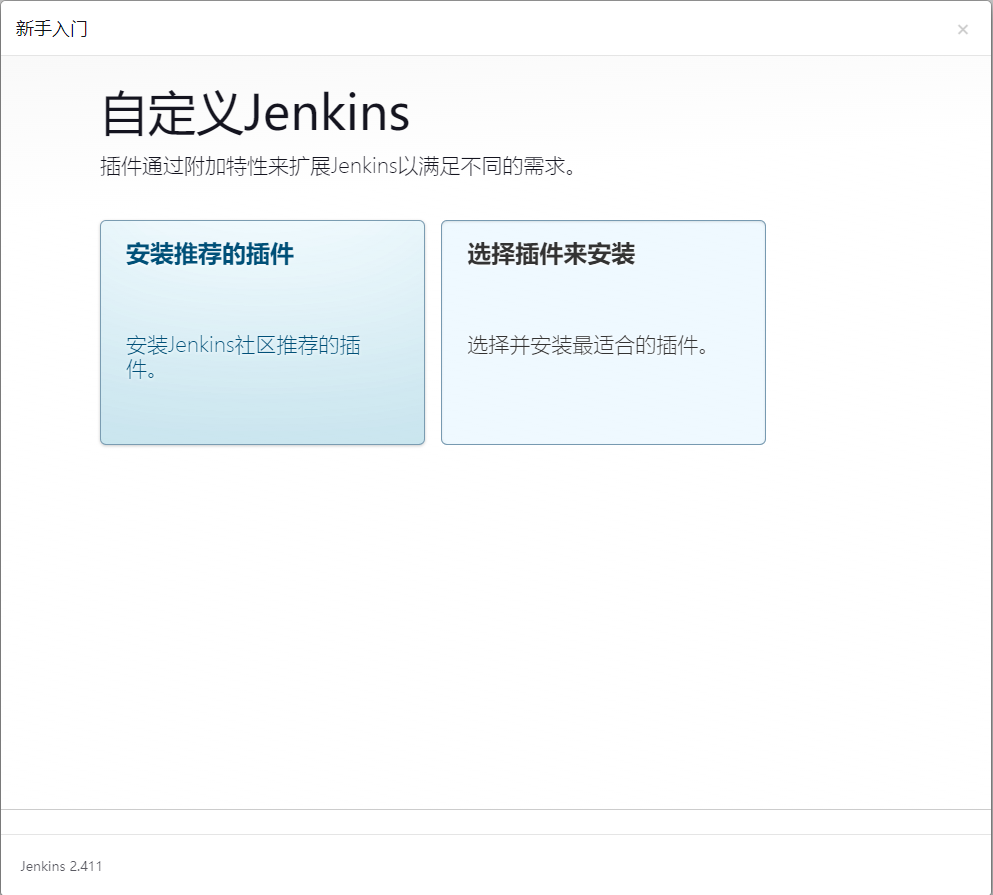 新手入门
×
自定义Jenkins
插件通过附加特性来扩展Jenkins以满足不同的需求。
安装推荐的插件
安装Jenkins社区推荐的插
件。
选择插件来安装
选择并安装最适合的插件。
Jenkins 2.411